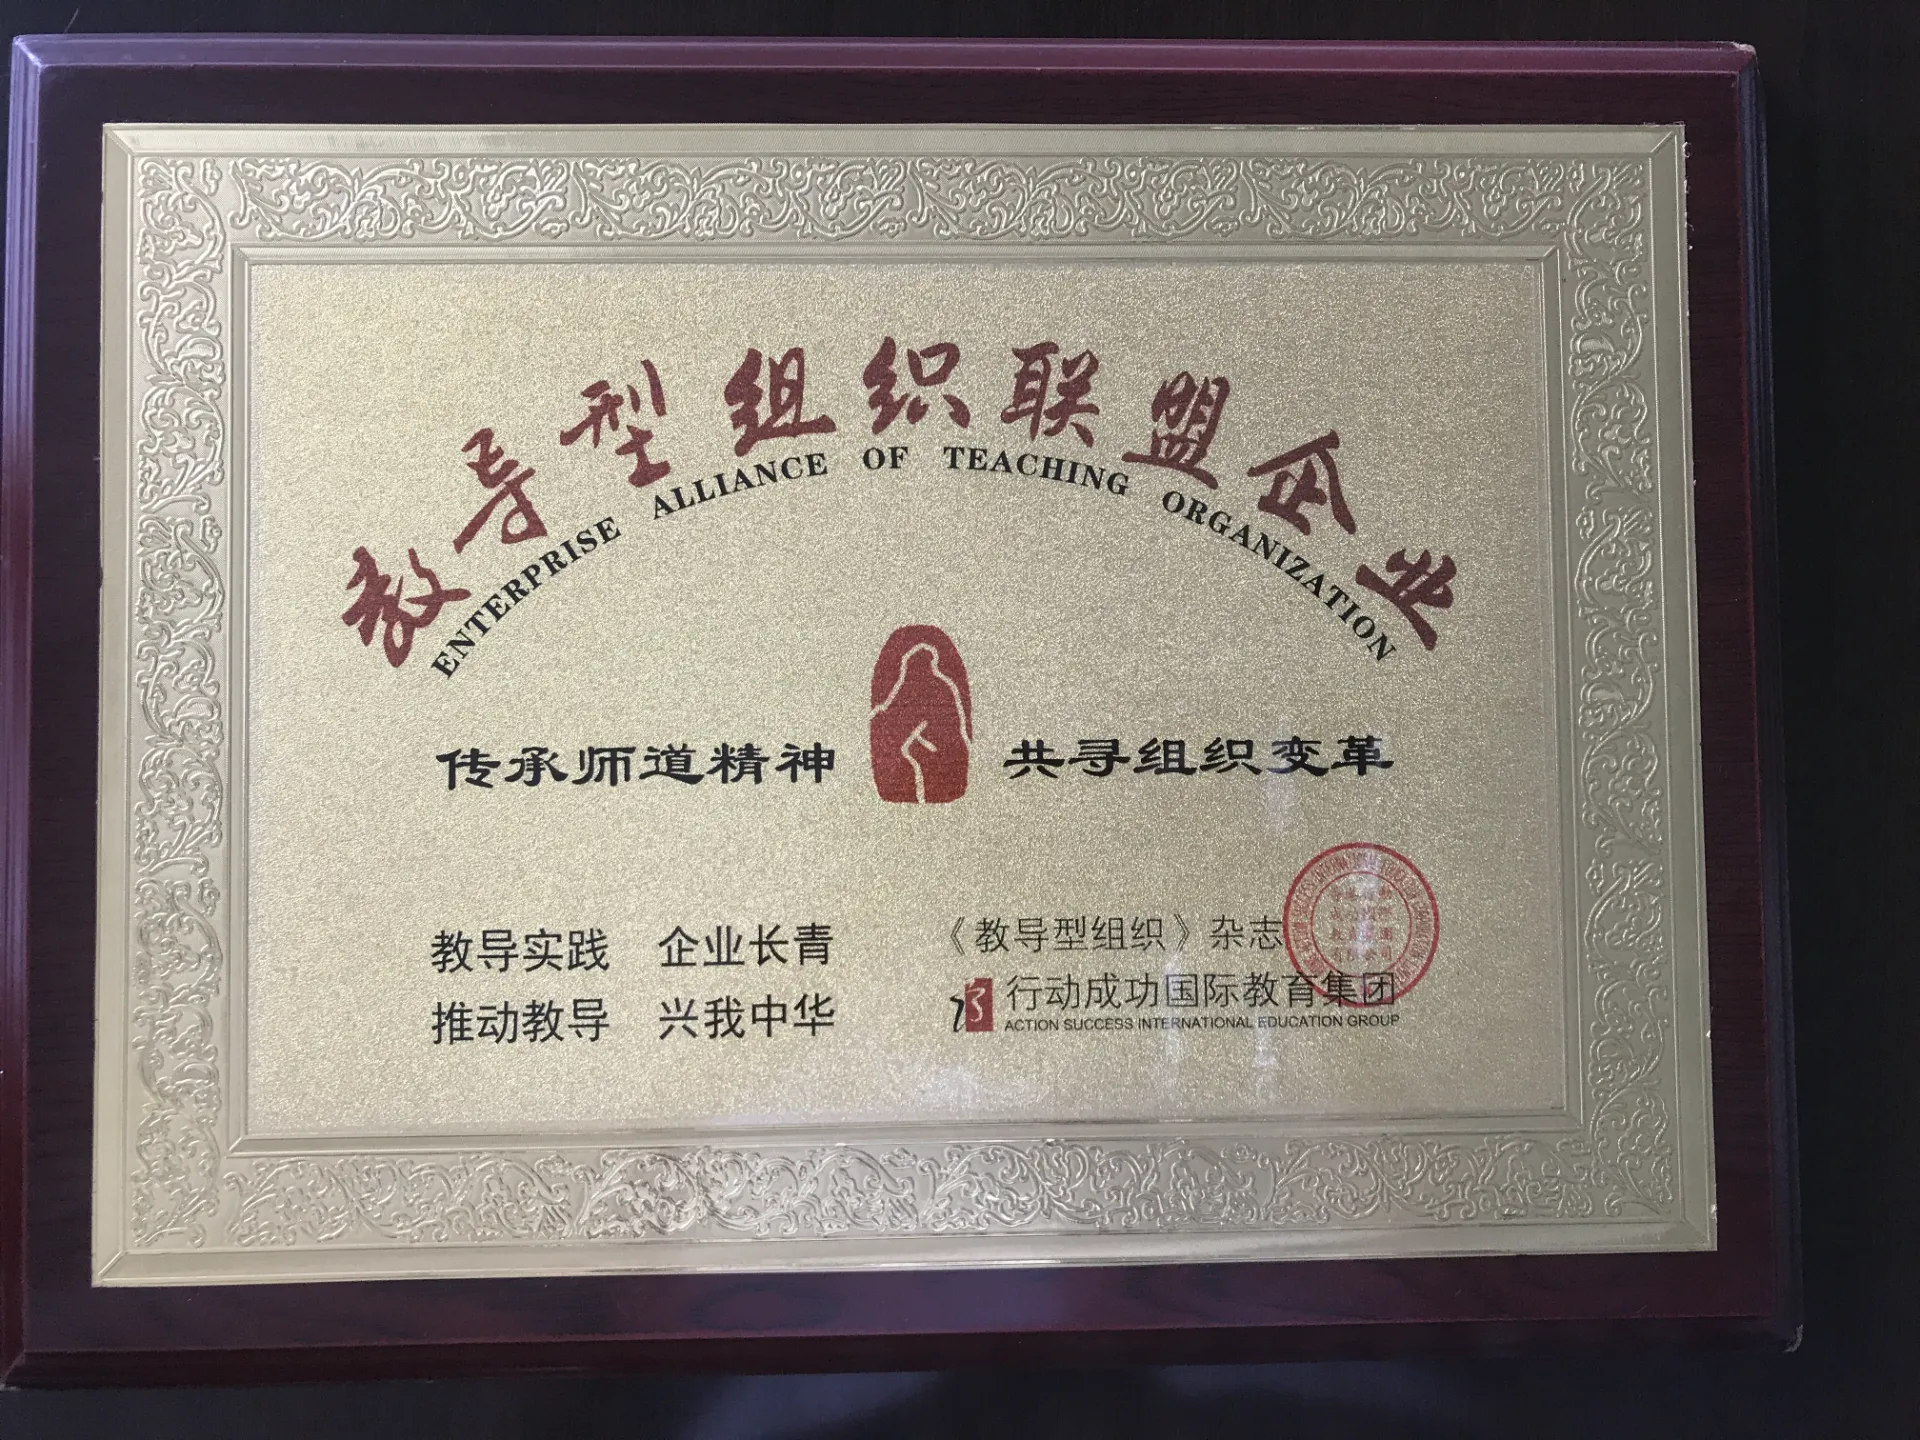 教导型组织联盟企业
ENTERPRISE ALLIANCE OF TEACHING ORGANIZATION
传承师道精神 共寻组织变革
教导实践 企业长青
推动教导 兴我中华
《教导型组织》杂志
行动成功国际教育集团
ACTION SUCCESS INTERNATIONAL EDUCATION GROUP